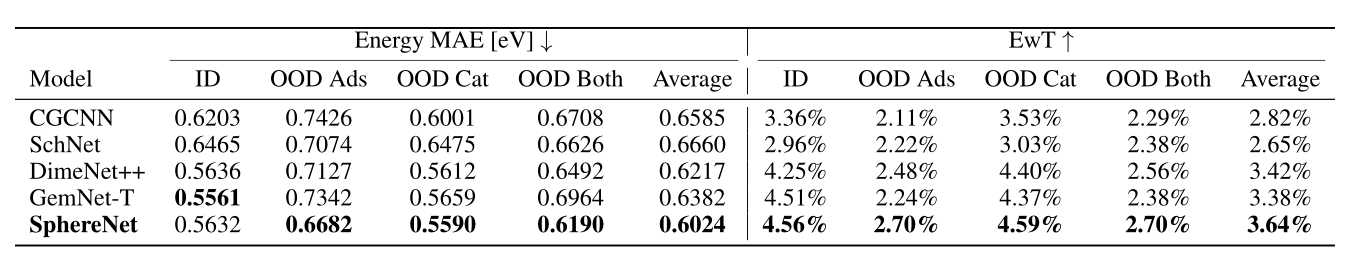 Energy MAE [eV] ↓ EwT ↑
Model ID OOD Ads OOD Cat OOD Both Average ID OOD Ads OOD Cat OOD Both Average
CGCNN 0.6203 0.7426 0.6001 0.6708 0.6585 3.36% 2.11% 3.53% 2.29% 2.82%
SchNet 0.6465 0.7074 0.6475 0.6626 0.6660 2.96% 2.22% 3.03% 2.38% 2.65%
DimeNet++ 0.5636 0.7127 0.5612 0.6492 0.6217 4.25% 2.48% 4.40% 2.56% 3.42%
GemNet-T 0.5561 0.7342 0.5659 0.6964 0.6382 4.51% 2.24% 4.37% 2.38% 3.38%
SphereNet 0.5632 0.6682 0.5590 0.6190 0.6024 4.56% 2.70% 4.59% 2.70% 3.64%